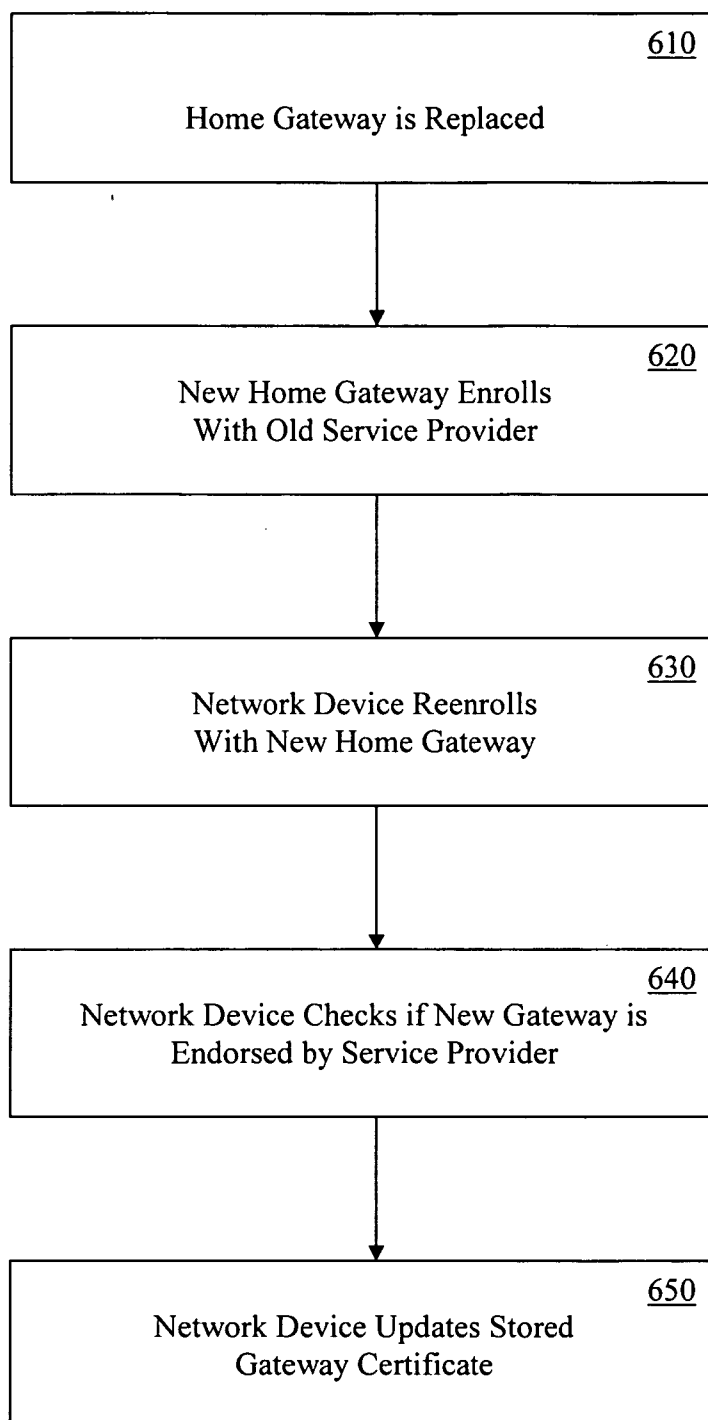 610
Home Gateway is Replaced
620
New Home Gateway Enrolls
With Old Service Provider
630
Network Device Reenrolls
With New Home Gateway
640
Network Device Checks if New Gateway is
Endorsed by Service Provider
650
Network Device Updates Stored
Gateway Certificate